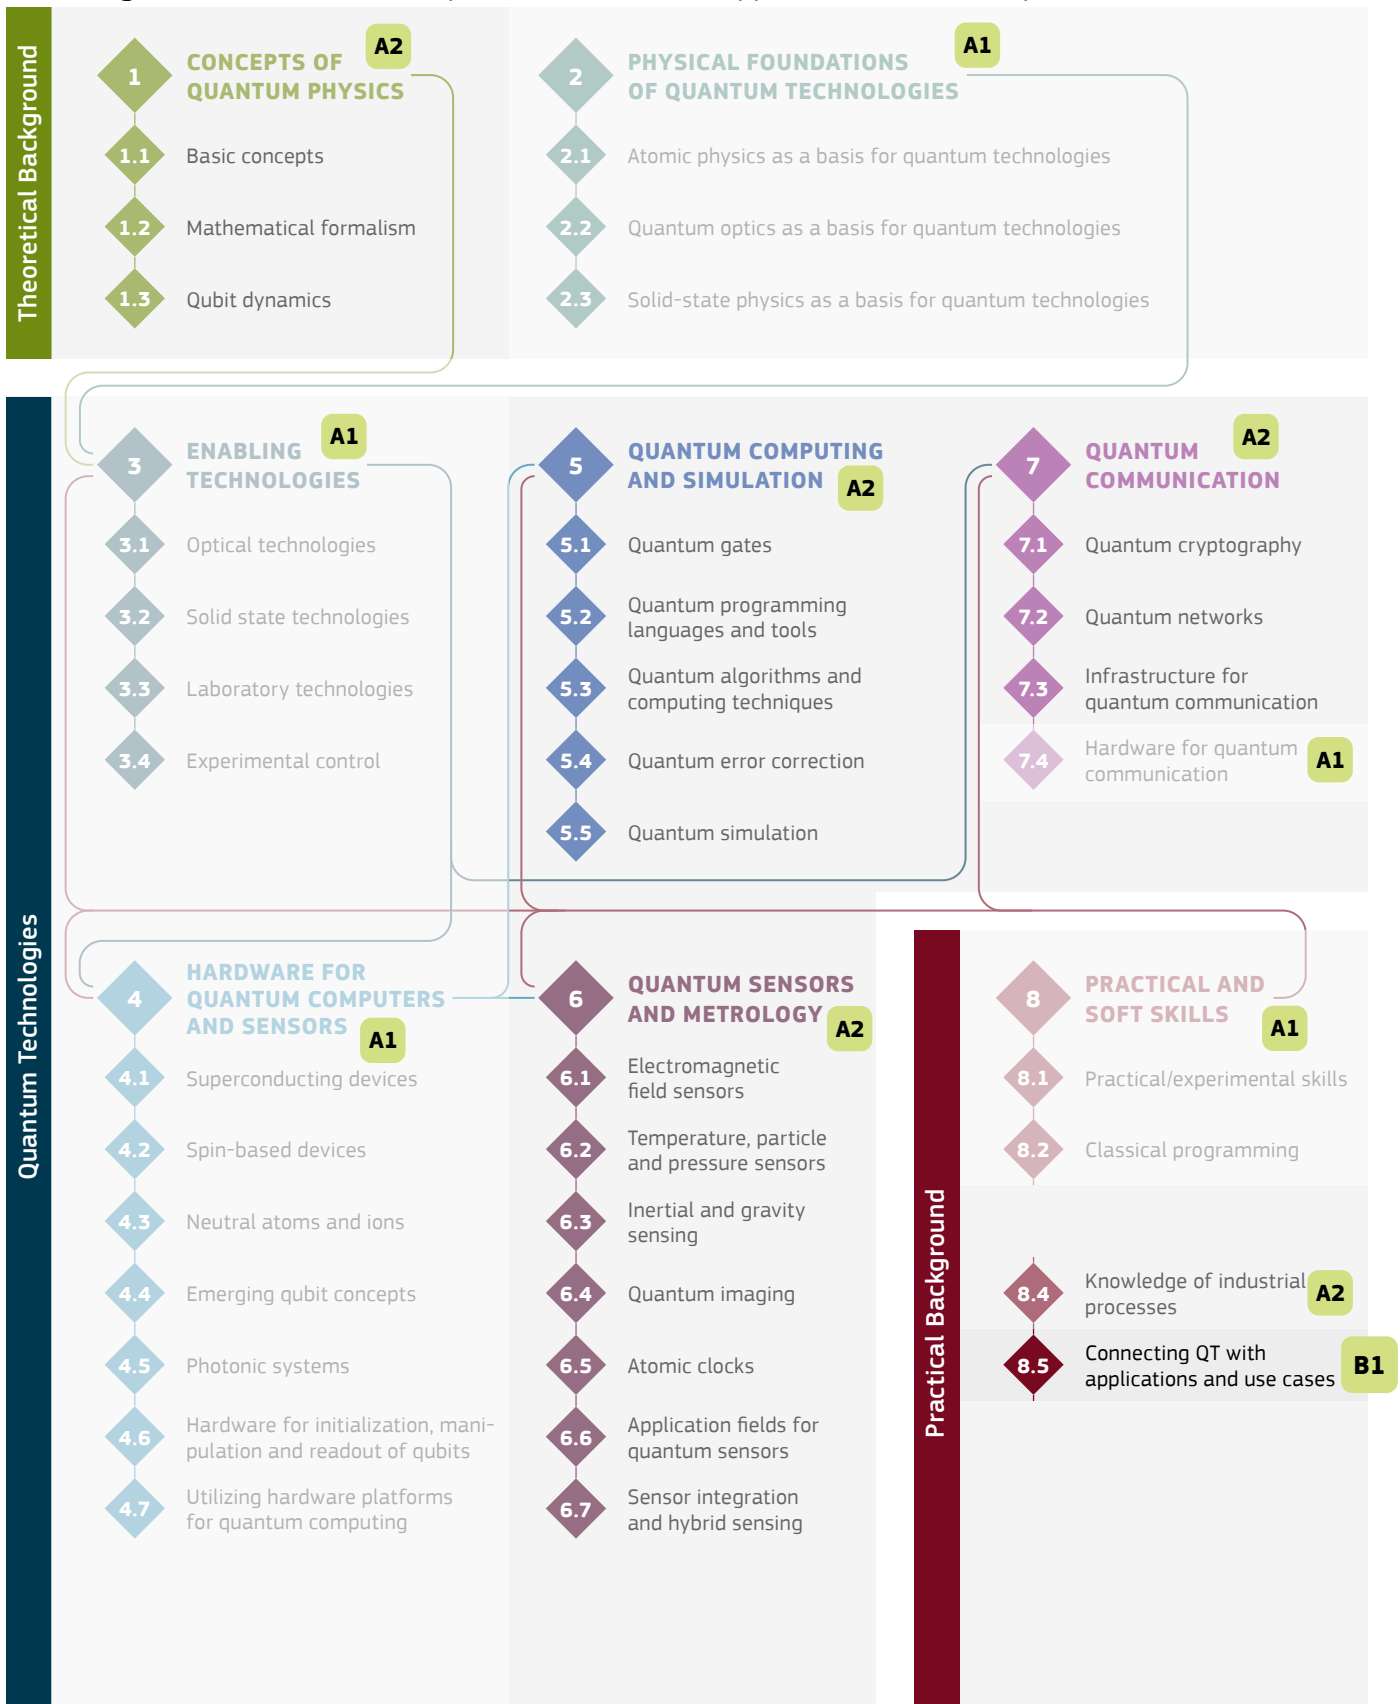 Theoretical Background
1
CONCEPTS OF
QUANTUM PHYSICS
A2
1.1
Basic concepts
1.2
Mathematical formalism
1.3
Qubit dynamics
2
PHYSICAL FOUNDATIONS
OF QUANTUM TECHNOLOGIES
A1
2.1
Atomic physics as a basis for quantum technologies
2.2
Quantum optics as a basis for quantum technologies
2.3
Solid-state physics as a basis for quantum technologies
Quantum Technologies
3
ENABLING
TECHNOLOGIES
A1
3.1
Optical technologies
3.2
Solid state technologies
3.3
Laboratory technologies
3.4
Experimental control
5
QUANTUM COMPUTING
AND SIMULATION
A2
5.1
Quantum gates
5.2
Quantum programming
languages and tools
5.3
Quantum algorithms and
computing techniques
5.4
Quantum error correction
5.5
Quantum simulation
7
QUANTUM
COMMUNICATION
A2
7.1
Quantum cryptography
7.2
Quantum networks
7.3
Infrastructure for
quantum communication
7.4
Hardware for quantum
communication
A1
4
HARDWARE FOR
QUANTUM COMPUTERS
AND SENSORS
A1
4.1
Superconducting devices
4.2
Spin-based devices
4.3
Neutral atoms and ions
4.4
Emerging qubit concepts
4.5
Photonic systems
4.6
Hardware for initialization, mani-
pulation and readout of qubits
4.7
Utilizing hardware platforms
for quantum computing
6
QUANTUM SENSORS
AND METROLOGY
A2
6.1
Electromagnetic
field sensors
6.2
Temperature, particle
and pressure sensors
6.3
Inertial and gravity
sensing
6.4
Quantum imaging
6.5
Atomic clocks
6.6
Application fields for
quantum sensors
6.7
Sensor integration
and hybrid sensing
Practical Background
8
PRACTICAL AND
SOFT SKILLS
A1
8.1
Practical/experimental skills
8.2
Classical programming
8.4
Knowledge of industrial
processes
A2
8.5
Connecting QT with
applications and use cases
B1